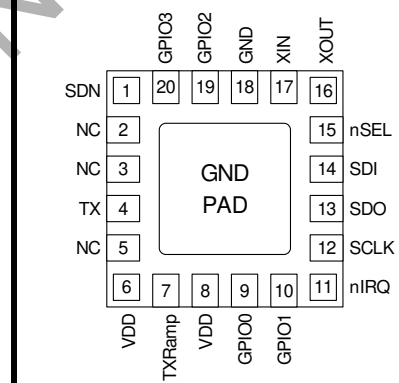 GPIO3
GPIO2
GND
XIN
XOUT
SDN 1 20 19 18 17 16
NC 2 15 nSEL
NC 3 GND 14 SDI
TX 4 PAD 13 SDO
NC 5 12 SCLK
6 7 8 9 10 11 nIRQ
VDD
TXRamp
VDD
GPIO0
GPIO1